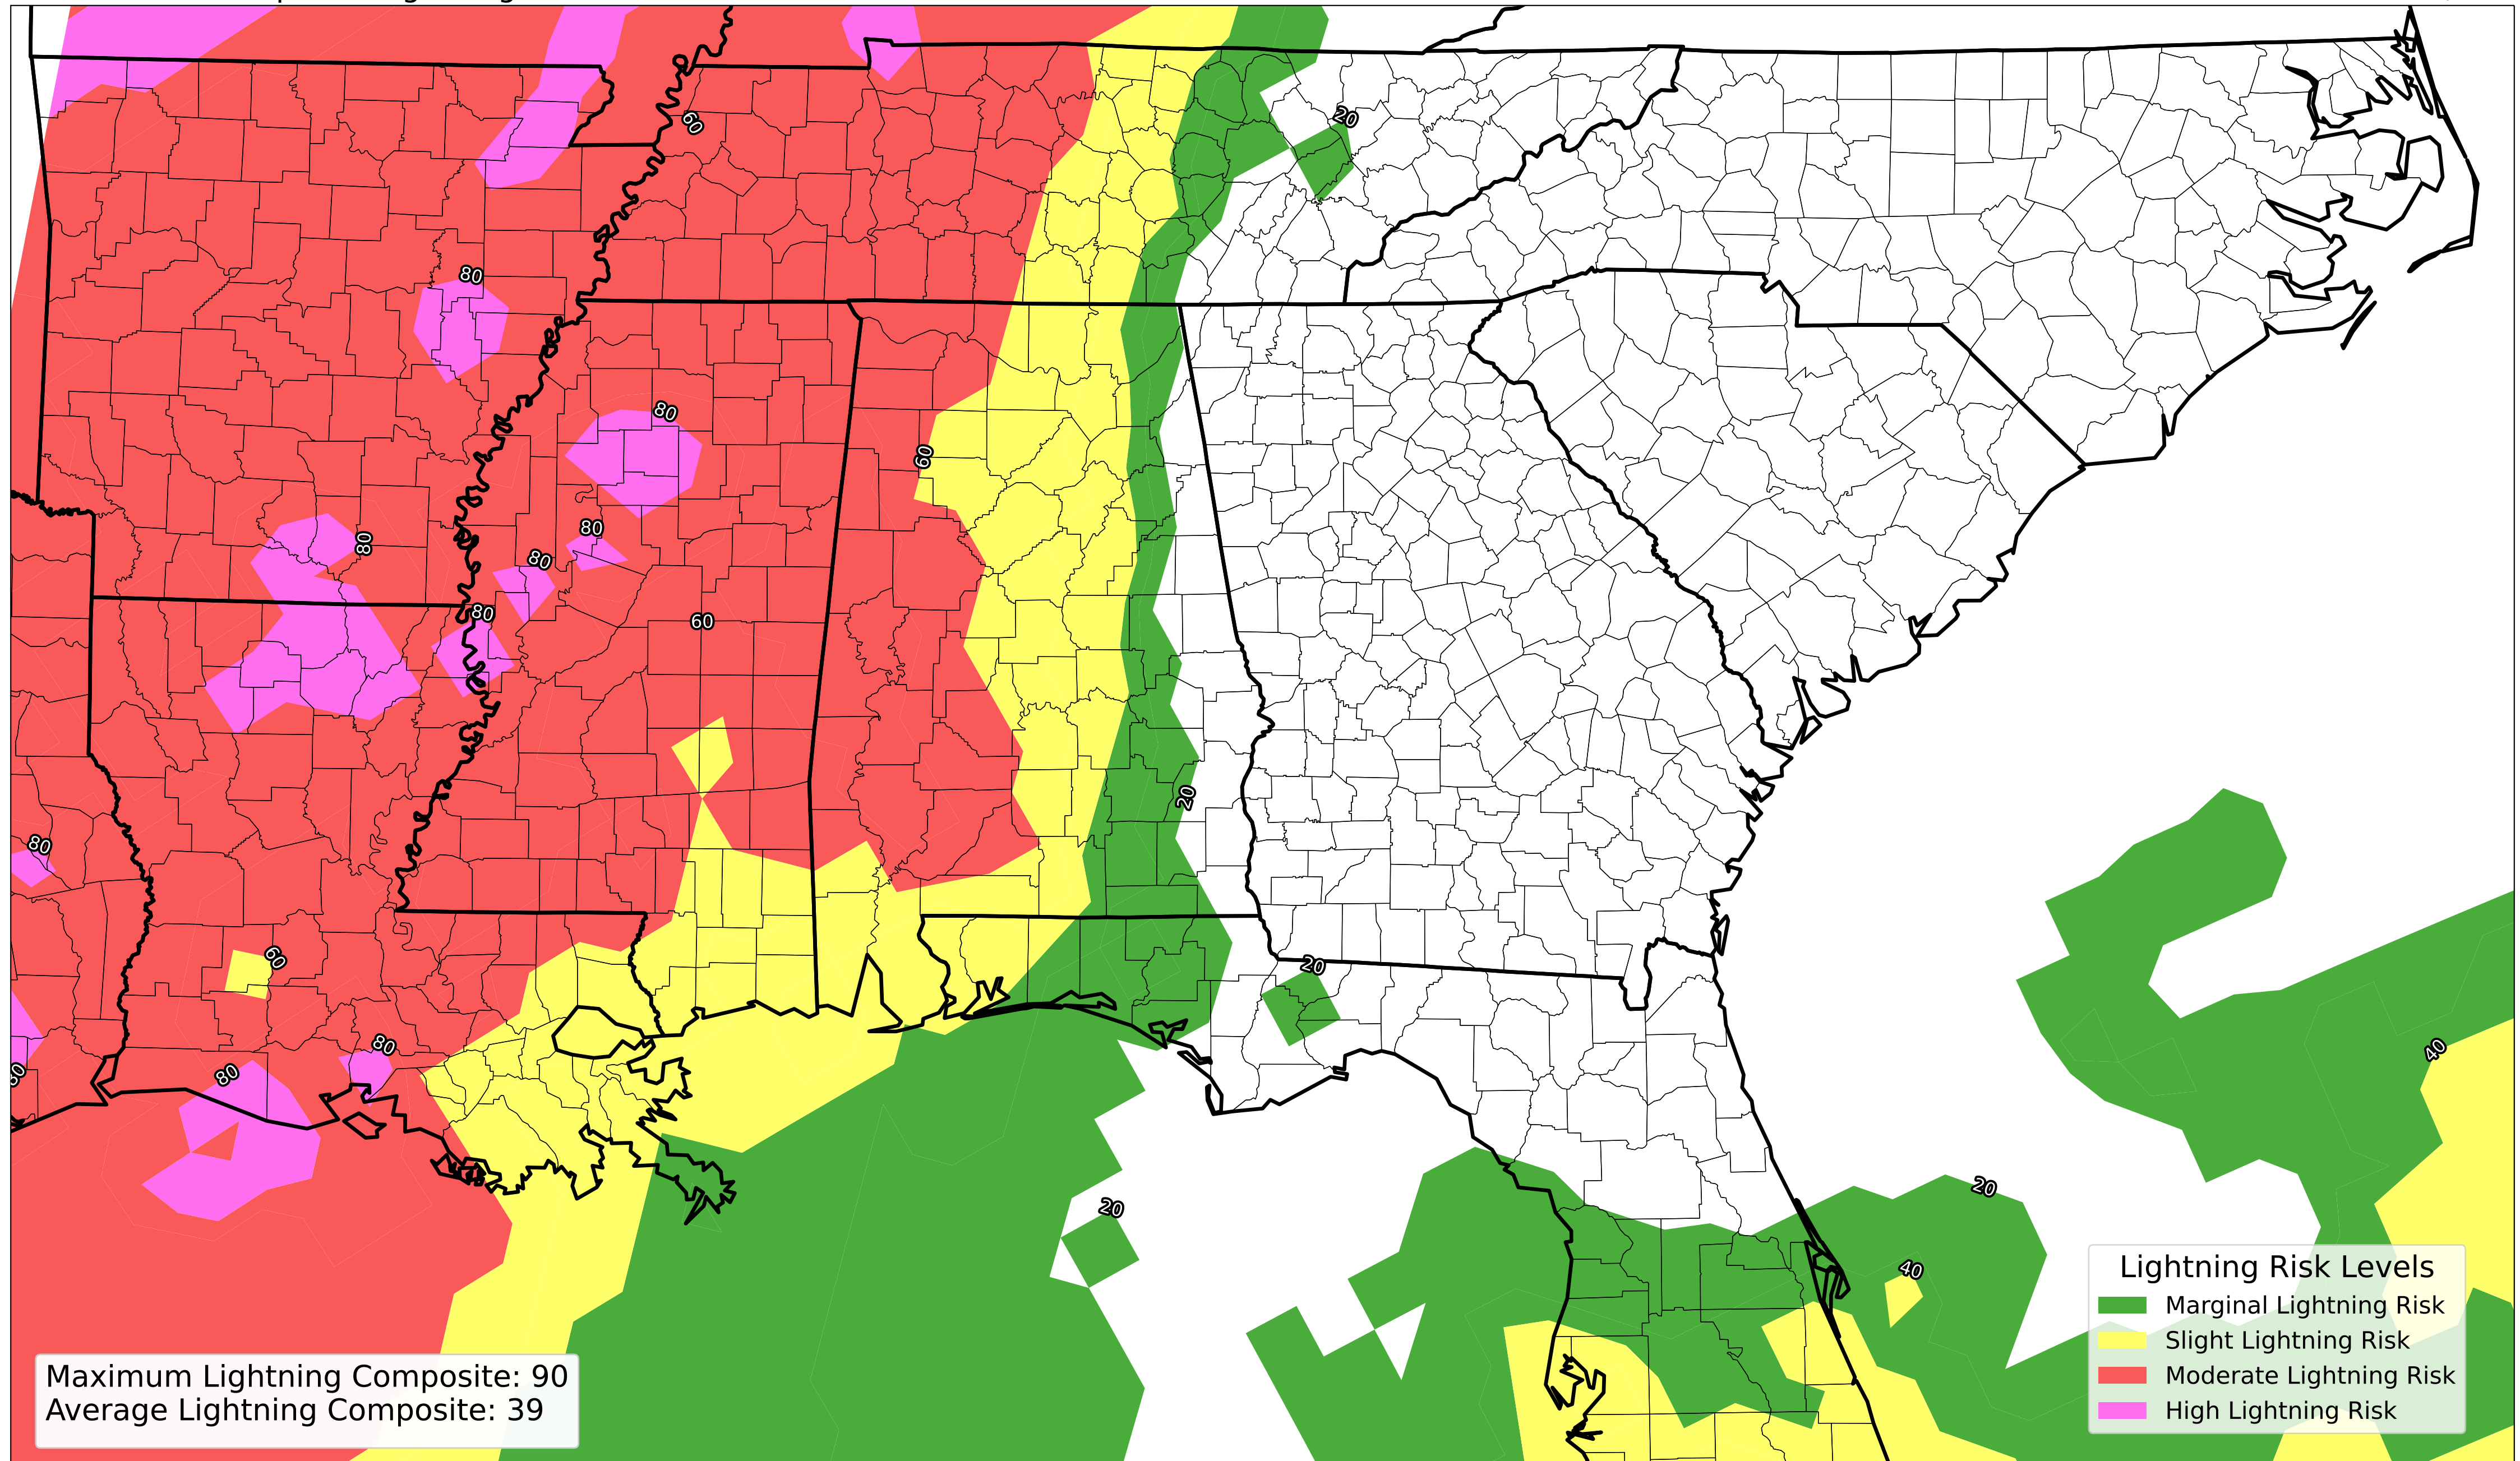 20
60
80
80
60
80
80
80
80
60
20
80
60
20
80
80
40
20
20
40
Lightning Risk Levels
Marginal Lightning Risk
Slight Lightning Risk
Moderate Lightning Risk
High Lightning Risk
Maximum Lightning Composite: 90
Average Lightning Composite: 39